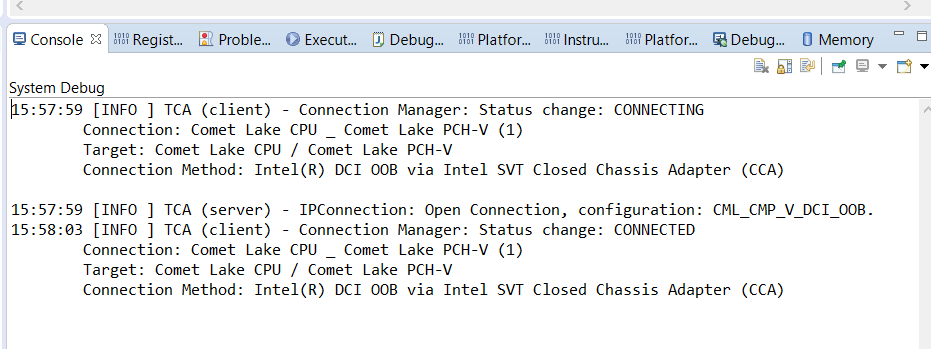 Console Regist... Proble... Execut... Debug... Platfor... Instru... Platfor... Debug... Memory
System Debug
15:57:59 [INFO ] TCA (client) - Connection Manager: Status change: CONNECTING
Connection: Comet Lake CPU _ Comet Lake PCH-V (1)
Target: Comet Lake CPU / Comet Lake PCH-V
Connection Method: Intel(R) DCI OOB via Intel SVT Closed Chassis Adapter (CCA)
15:57:59 [INFO ] TCA (server) - IPConnection: Open Connection, configuration: CML_CMP_V_DCI_OOB.
15:58:03 [INFO ] TCA (client) - Connection Manager: Status change: CONNECTED
Connection: Comet Lake CPU _ Comet Lake PCH-V (1)
Target: Comet Lake CPU / Comet Lake PCH-V
Connection Method: Intel(R) DCI OOB via Intel SVT Closed Chassis Adapter (CCA)